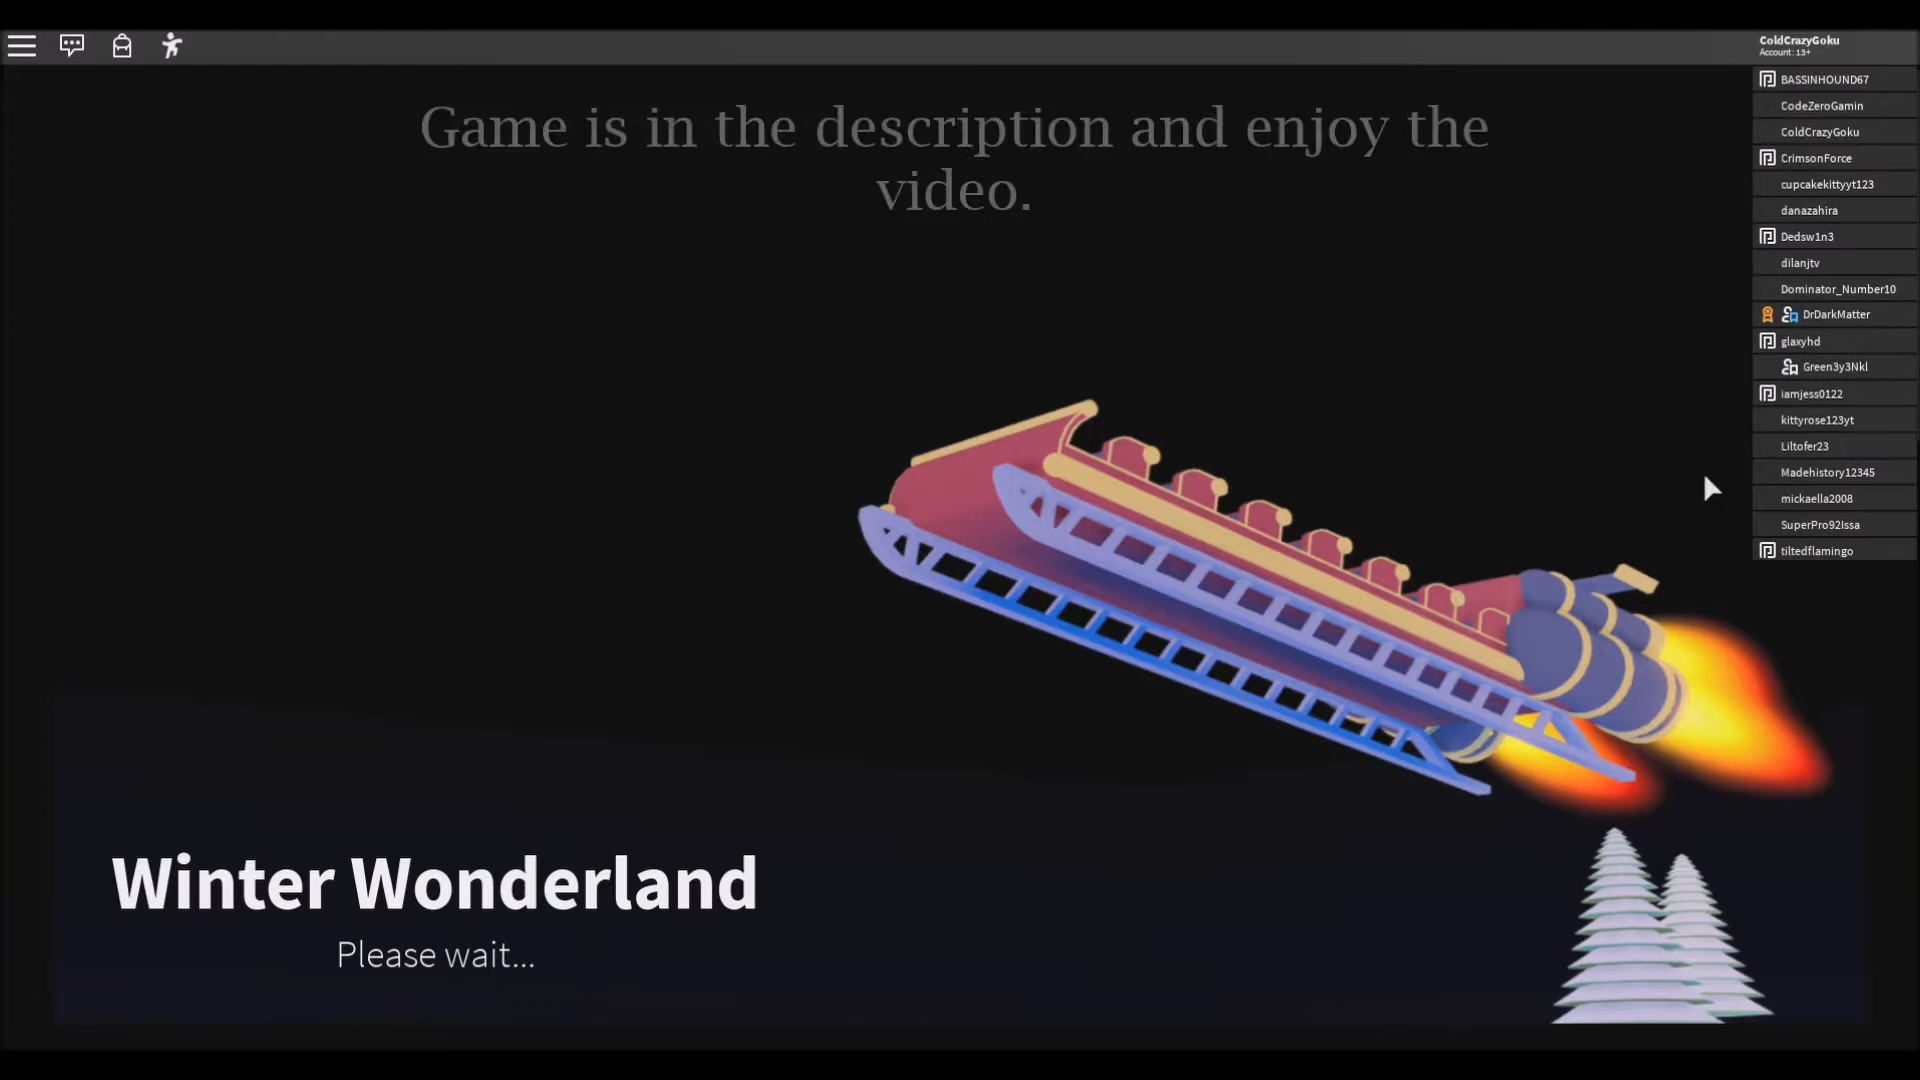 ColdCrazyGoku
Account: 13+
BASSINHOUND67
CodeZeroGamin
ColdCrazyGoku
CrimsonForce
cupcakekittyyt123
danazahira
Dedsw1n3
dilanjtv
Dominator_Number10
DrDarkMatter
glaxyhd
Green3y3Nkl
iamjess0122
kittyrose123yt
Liltofer23
Madehistory12345
mickaella2008
SuperPro92Issa
tiltedflamingo
Game is in the description and enjoy the
video.
Winter Wonderland
Please wait...